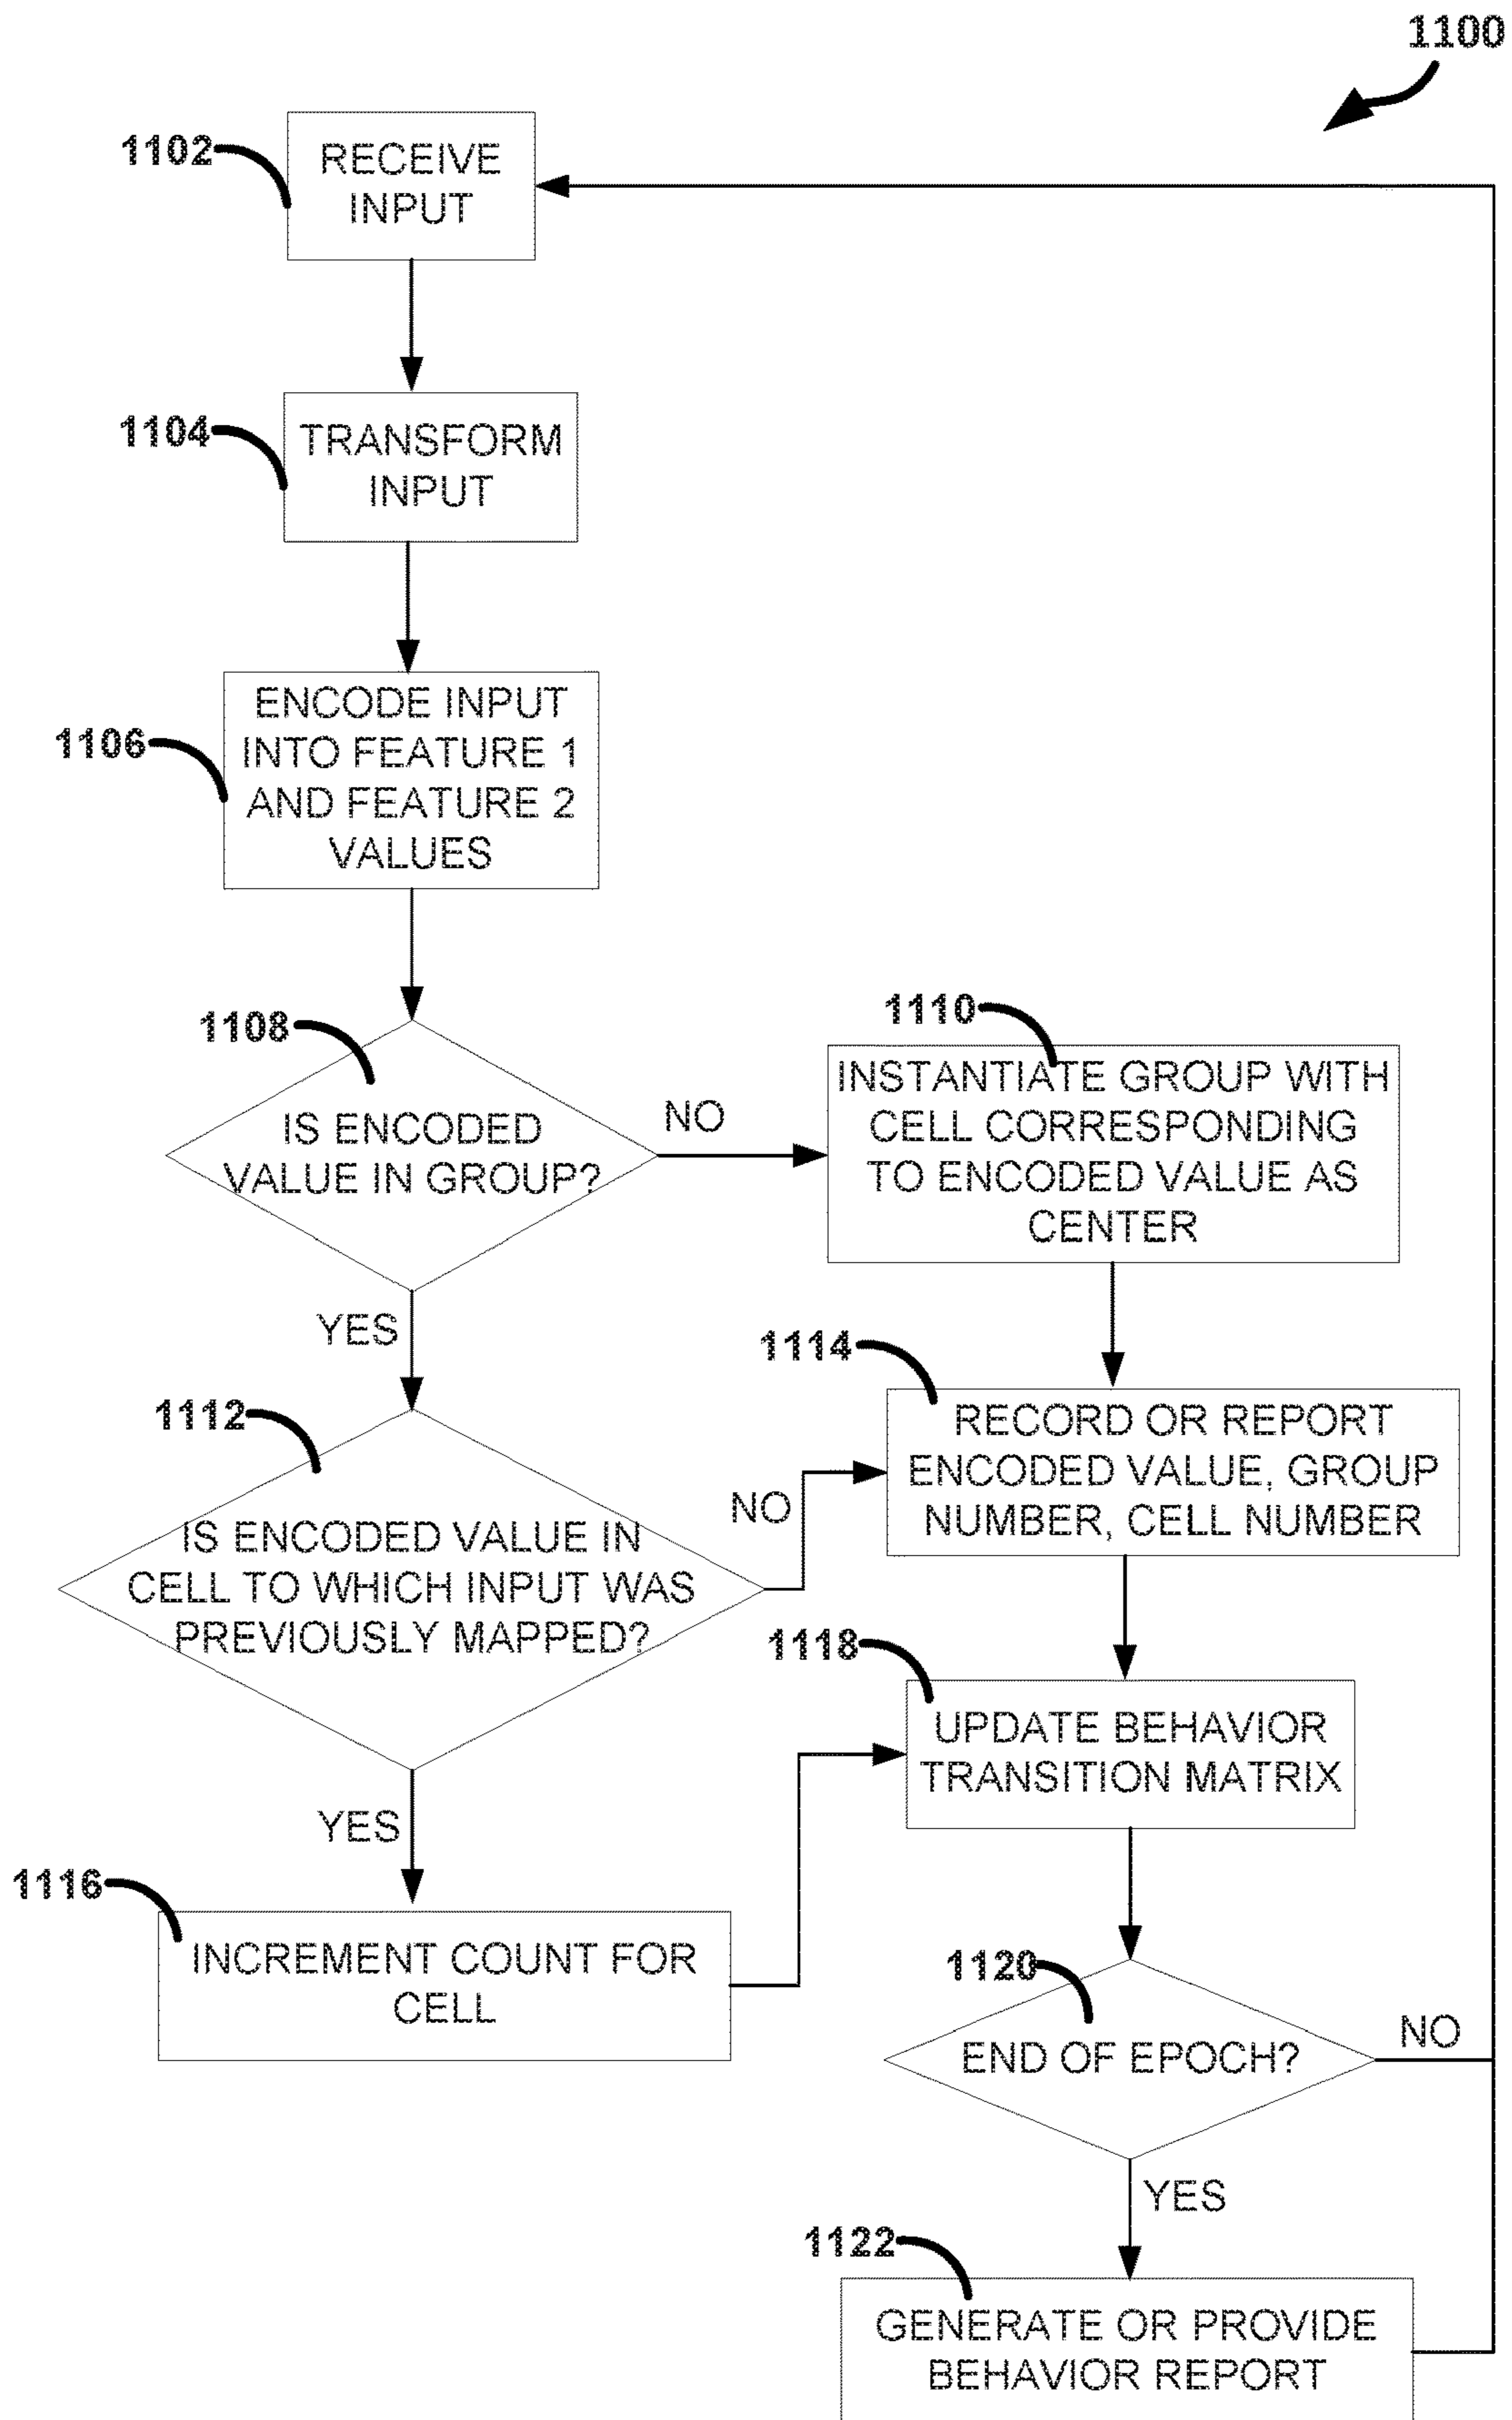 1100
1102
RECEIVE
INPUT
1104
TRANSFORM
INPUT
1106
ENCODE INPUT
INTO FEATURE 1
AND FEATURE 2
VALUES
1108
IS ENCODED
VALUE IN GROUP?
NO
YES
1110
INSTANTIATE GROUP WITH
CELL CORRESPONDING
TO ENCODED VALUE AS
CENTER
1112
IS ENCODED VALUE IN
CELL TO WHICH INPUT WAS
PREVIOUSLY MAPPED?
NO
YES
1114
RECORD OR REPORT
ENCODED VALUE, GROUP
NUMBER, CELL NUMBER
1116
INCREMENT COUNT FOR
CELL
1118
UPDATE BEHAVIOR
TRANSITION MATRIX
1120
END OF EPOCH?
NO
YES
1122
GENERATE OR PROVIDE
BEHAVIOR REPORT